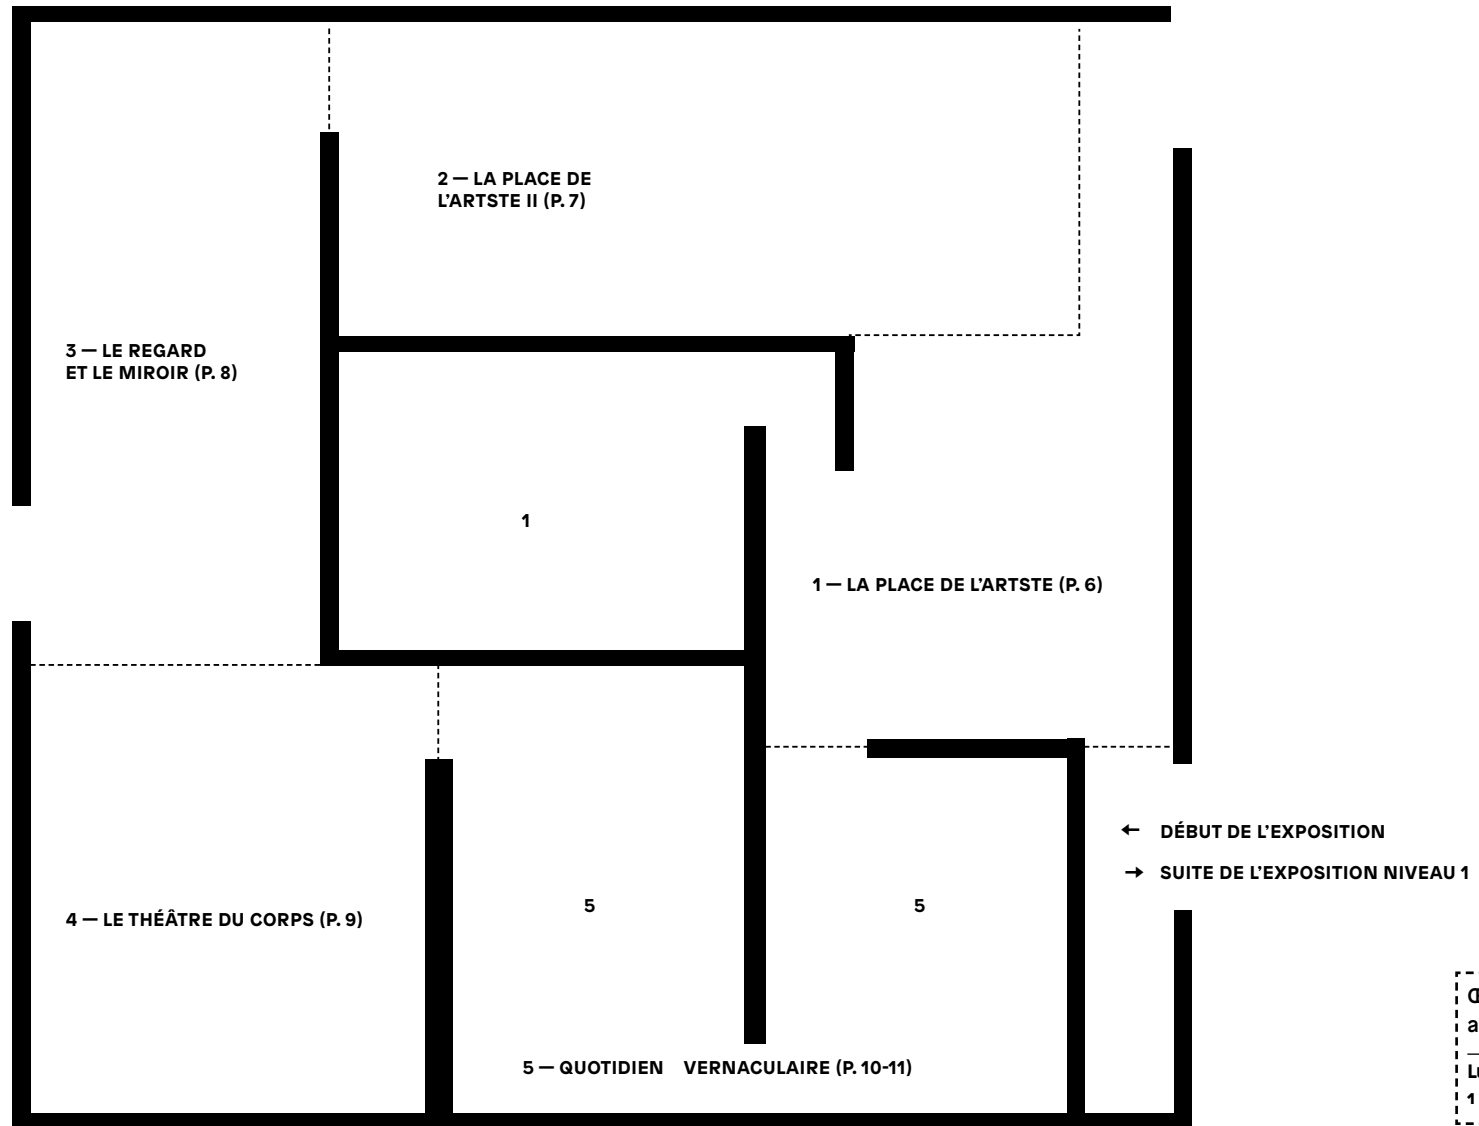 2 — LA PLACE DE
L’ARTSTE II (P. 7)
3 — LE REGARD
ET LE MIROIR (P. 8)
1
1 — LA PLACE DE L’ARTSTE (P. 6)
← DÉBUT DE L’EXPOSITION
→ SUITE DE L’EXPOSITION NIVEAU 1
4 — LE THÉÂTRE DU CORPS (P. 9)
5
5
5 — QUOTIDIEN VERNACULAIRE (P. 10-11)
1